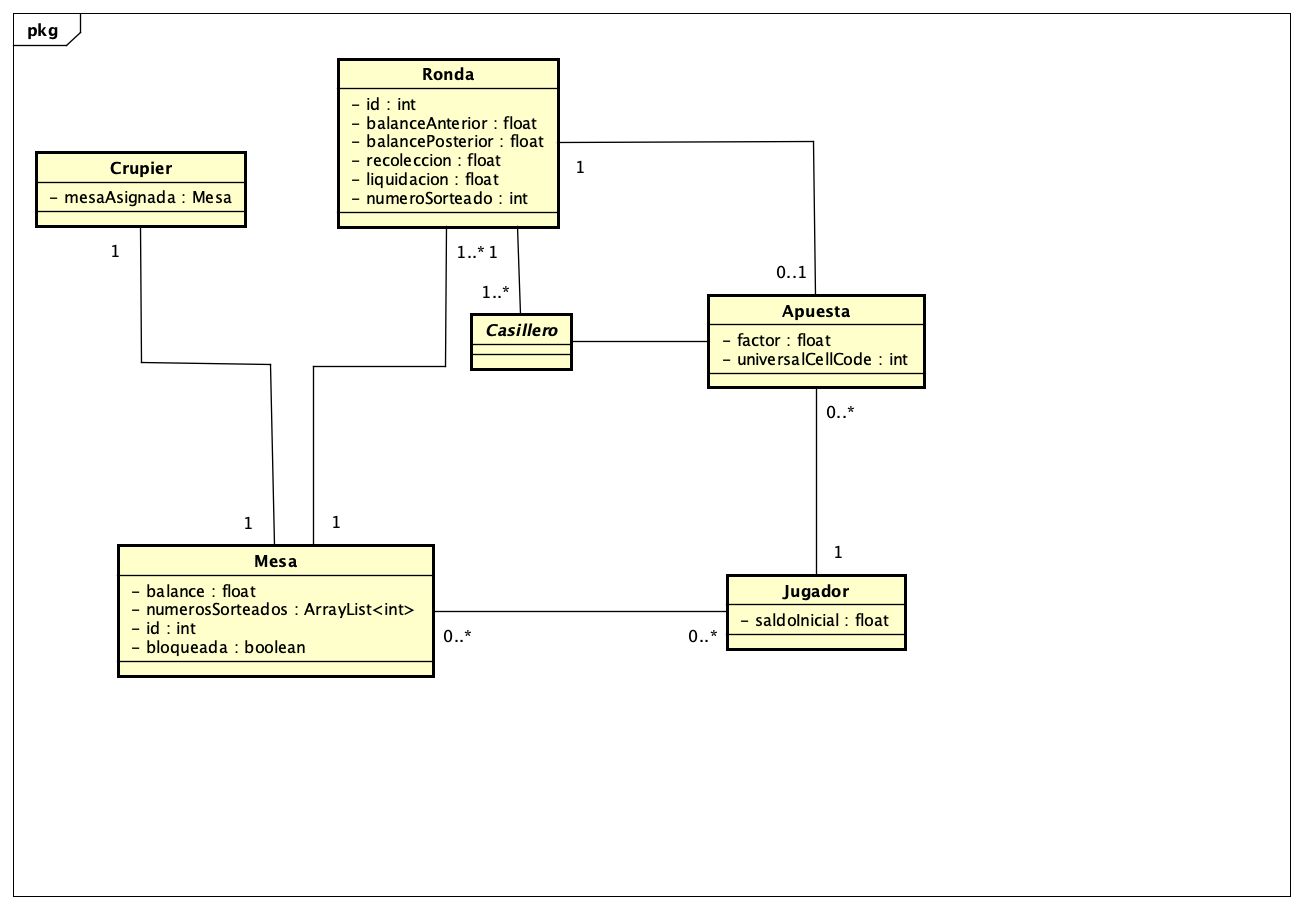 pkg
Ronda
- id : int
- balanceAnterior : float
- balancePosterior : float
- recoleccion : float
- liquidacion : float
- numeroSorteado : int
1
Crupier
- mesaAsignada : Mesa
1
1..* 1
1..*
0..1
Casillero
Apuesta
- factor : float
- universalCellCode : int
0..*
1
1
1
Mesa
- balance : float
- numerosSorteados : ArrayList<int>
- id : int
- bloqueada : boolean
0..*
0..*
Jugador
- saldoInicial : float